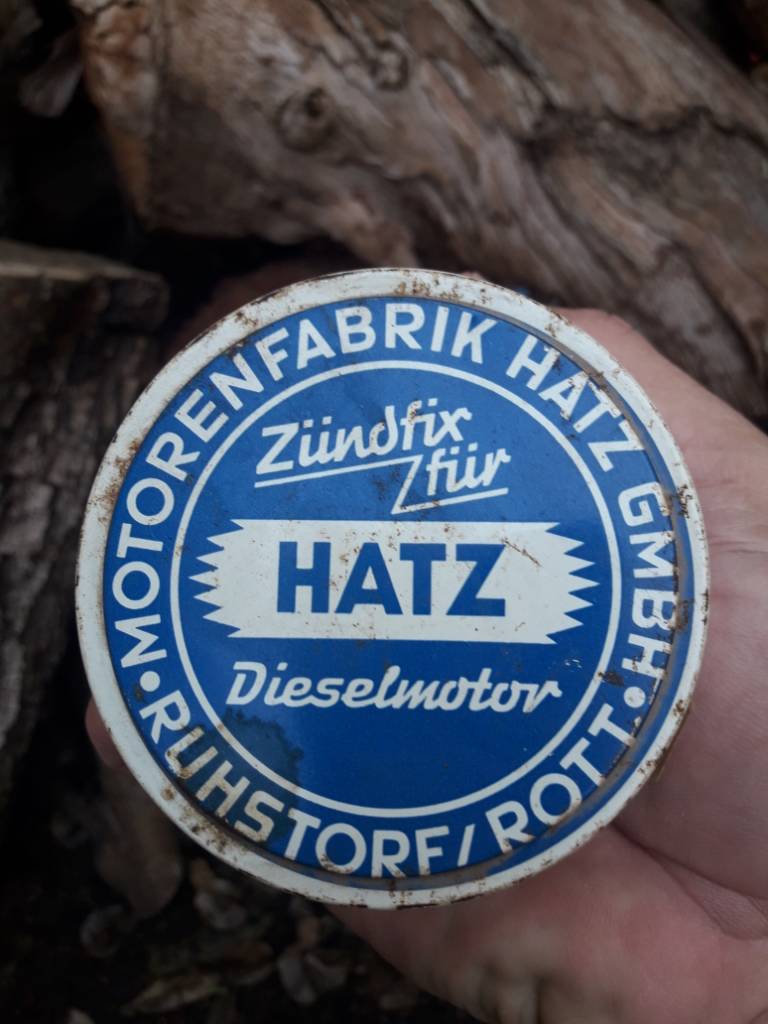 MOTORENFABRIK HATZ GMBH
Zündfix
für
HATZ
Dieselmotor
• RUHSTORF/ROTT •